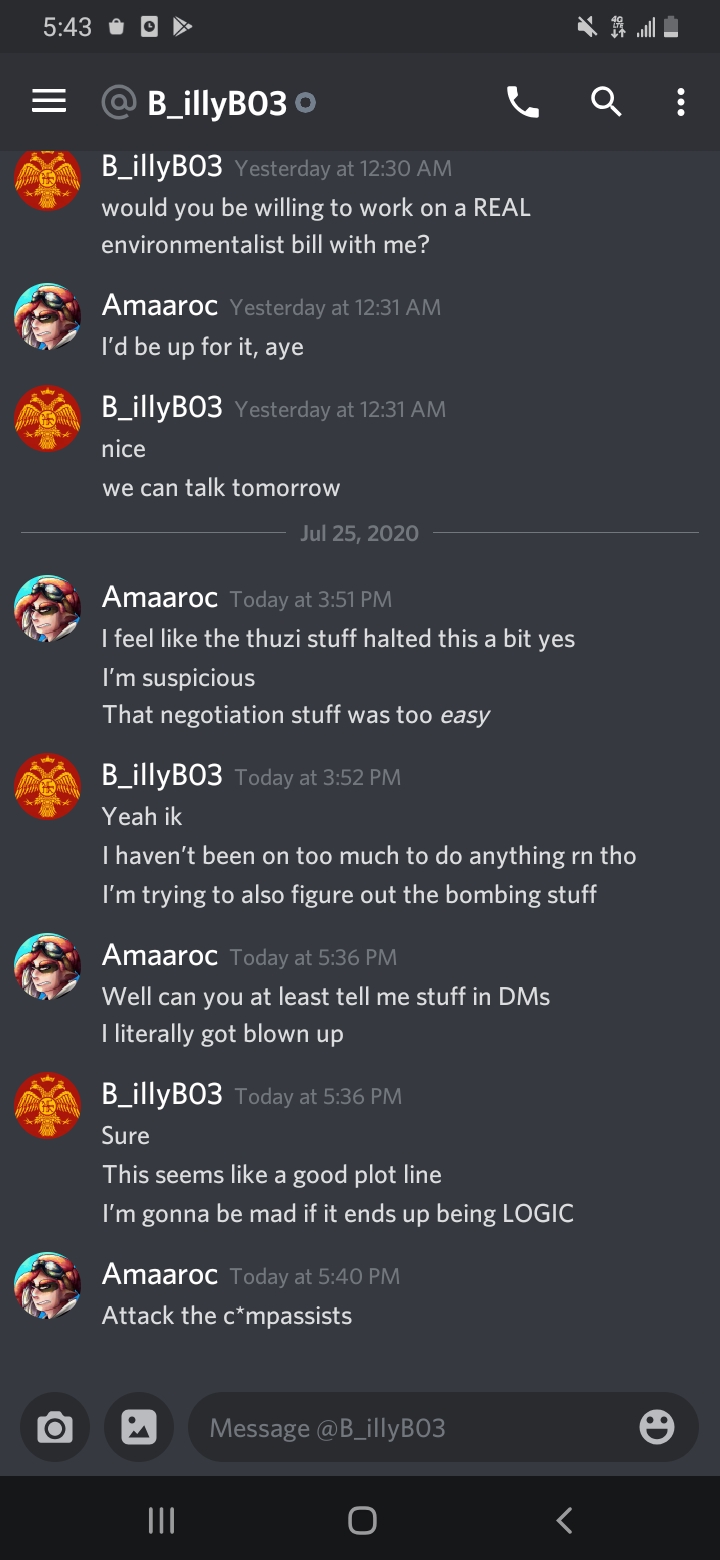 5:43
4G
LTE
@ B_illyB03
B_illyB03 Yesterday at 12:30 AM
would you be willing to work on a REAL
environmentalist bill with me?
Amaaroc Yesterday at 12:31 AM
I'd be up for it, aye
B_illyB03 Yesterday at 12:31 AM
nice
we can talk tomorrow
Jul 25, 2020
Amaaroc Today at 3:51 PM
I feel like the thuzi stuff halted this a bit yes
I'm suspicious
That negotiation stuff was too easy
B_illyB03 Today at 3:52 PM
Yeah ik
I haven't been on too much to do anything rn tho
I'm trying to also figure out the bombing stuff
Amaaroc Today at 5:36 PM
Well can you at least tell me stuff in DMs
I literally got blown up
B_illyB03 Today at 5:36 PM
Sure
This seems like a good plot line
I'm gonna be mad if it ends up being LOGIC
Amaaroc Today at 5:40 PM
Attack the c*mpassists
Message @B_illyB03